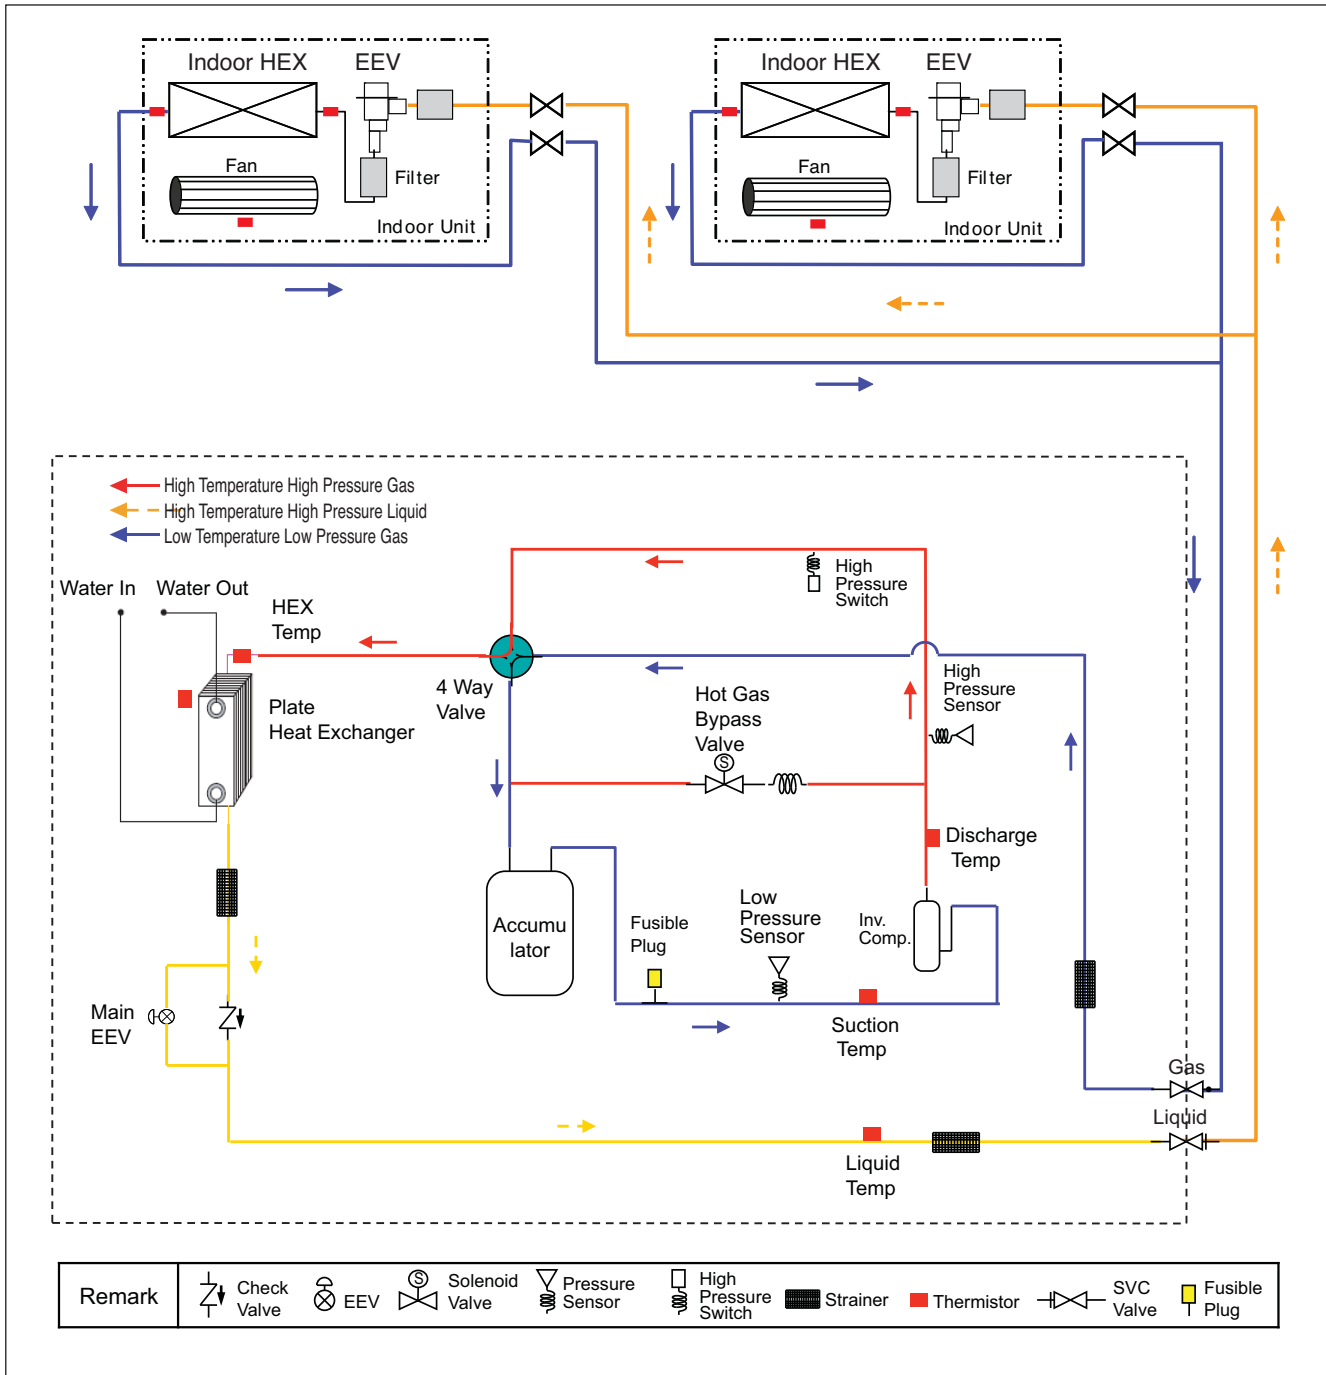 Indoor HEX EEV
Fan
Filter
Indoor Unit
Indoor HEX EEV
Fan
Filter
Indoor Unit
High Temperature High Pressure Gas
High Temperature High Pressure Liquid
Low Temperature Low Pressure Gas
Water In
Water Out
HEX
Temp
High
Pressure
Switch
4 Way
Valve
Hot Gas
Bypass
Valve
S
High
Pressure
Sensor
Plate
Heat Exchanger
Discharge
Temp
Accumu
lator
Fusible
Plug
Low
Pressure
Sensor
Inv.
Comp.
Main
EEV
Suction
Temp
Gas
Liquid
Liquid
Temp
Remark
Check
Valve
EEV
S
Solenoid
Valve
Pressure
Sensor
High
Pressure
Switch
Strainer
Thermistor
SVC
Valve
Fusible
Plug